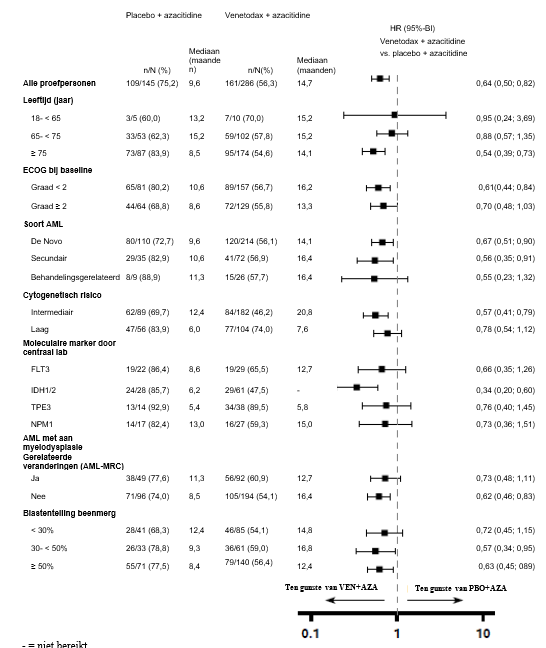 Placebo + azacitidine Venetodax + azacitidine
HR (95%-BI)
Venetodax + azacitidine
vs. placebo + azacitidine
n/N (%) Mediaan (maande n) n/N(%) Mediaan (maanden)
Alle proefpersonen 109/145 (75,2) 9,6 161/286 (56,3) 14,7 0,64 (0,50; 0,82)
Leeftijd (jaar)
18- < 65 3/5 (60,0) 13,2 7/10 (70,0) 15,2 0,95 (0,24; 3,69)
65- < 75 33/53 (62,3) 15,2 59/102 (57,8) 15,2 0,88 (0,57; 1,35)
≥ 75 73/87 (83,9) 8,5 95/174 (54,6) 14,1 0,54 (0,39; 0,73)
ECOG bij baseline
Graad < 2 65/81 (80,2) 10,6 89/157 (56,7) 16,2 0,61(0,44; 0,84)
Graad ≥ 2 44/64 (68,8) 8,6 72/129 (55,8) 13,3 0,70 (0,48; 1,03)
Soort AML
De Novo 80/110 (72,7) 9,6 120/214 (56,1) 14,1 0,67 (0,51; 0,90)
Secundair 29/35 (82,9) 10,6 41/72 (56,9) 16,4 0,56 (0,35; 0,91)
Behandelingsgerelateerd 8/9 (88,9) 11,3 15/26 (57,7) 16,4 0,55 (0,23; 1,32)
Cytogenetisch risico
Intermediair 62/89 (69,7) 12,4 84/182 (46,2) 20,8 0,57 (0,41; 0,79)
Laag 47/56 (83,9) 6,0 77/104 (74,0) 7,6 0,78 (0,54; 1,12)
Moleculaire marker door
centraal lab
FLT3 19/22 (86,4) 8,6 19/29 (65,5) 12,7 0,66 (0,35; 1,26)
IDH1/2 24/28 (85,7) 6,2 29/61 (47,5) - 0,34 (0,20; 0,60)
TPE3 13/14 (92,9) 5,4 34/38 (89,5) 5,8 0,76 (0,40; 1,45)
NPM1 14/17 (82,4) 13,0 16/27 (59,3) 15,0 0,73 (0,36; 1,51)
AML met aan
myelodysplasie
Gerelateerde
veranderingen (AML-MRC)
Ja 38/49 (77,6) 11,3 56/92 (60,9) 12,7 0,73 (0,48; 1,11)
Nee 71/96 (74,0) 8,5 105/194 (54,1) 16,4 0,62 (0,46; 0,83)
Blastentelling beenmerg
< 30% 28/41 (68,3) 12,4 46/85 (54,1) 14,8 0,72 (0,45; 1,15)
30- < 50% 26/33 (78,8) 9,3 36/61 (59,0) 16,8 0,57 (0,34; 0,95)
≥ 50% 55/71 (77,5) 8,4 79/140 (56,4) 12,4 0,63 (0,45; 089)
Ten gunste van VEN+AZA Ten gunste van PBO+AZA
0.1 1 10
- = niet bereikt